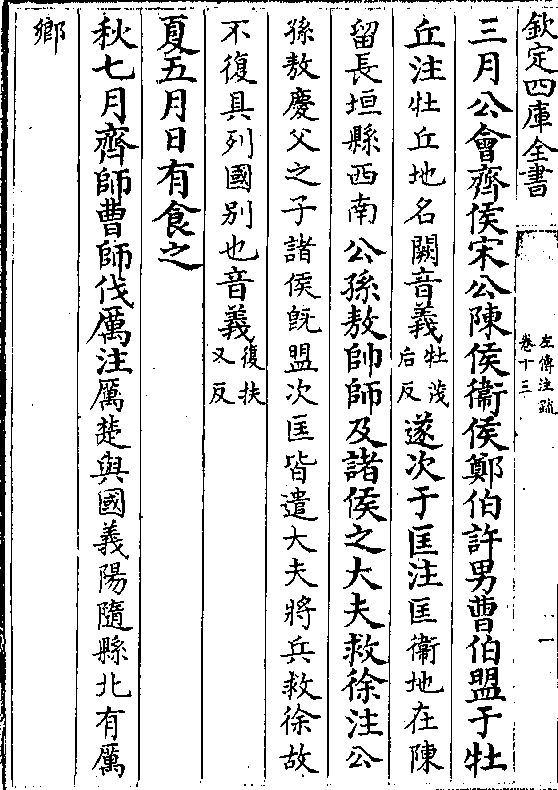 欽定四庫全書
左傳注疏
卷十三
一
三月公會齊侯宋公陳侯衞侯鄭伯許男曹伯盟于牡
丘注牡丘地名闕音義牡茂后反遂次于匡注匡衞地在陳
留長垣縣西南公孫敖帥師及諸侯之大夫救徐注公
孫敖慶父之子諸侯旣盟次匡皆遣大夫將兵救徐故
不復具列國别也音義復扶又反
夏五月日有食之
秋七月齊師曹師伐厲注厲楚與國義陽隨縣北有厲
鄉